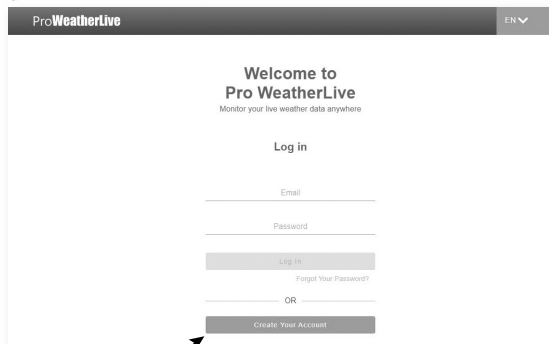 ProWeatherLive
EN
Welcome to
Pro WeatherLive
Monitor your live weather data anywhere
Log in
Email
Password
Log In
Forgot Your Password?
OR
Create Your Account